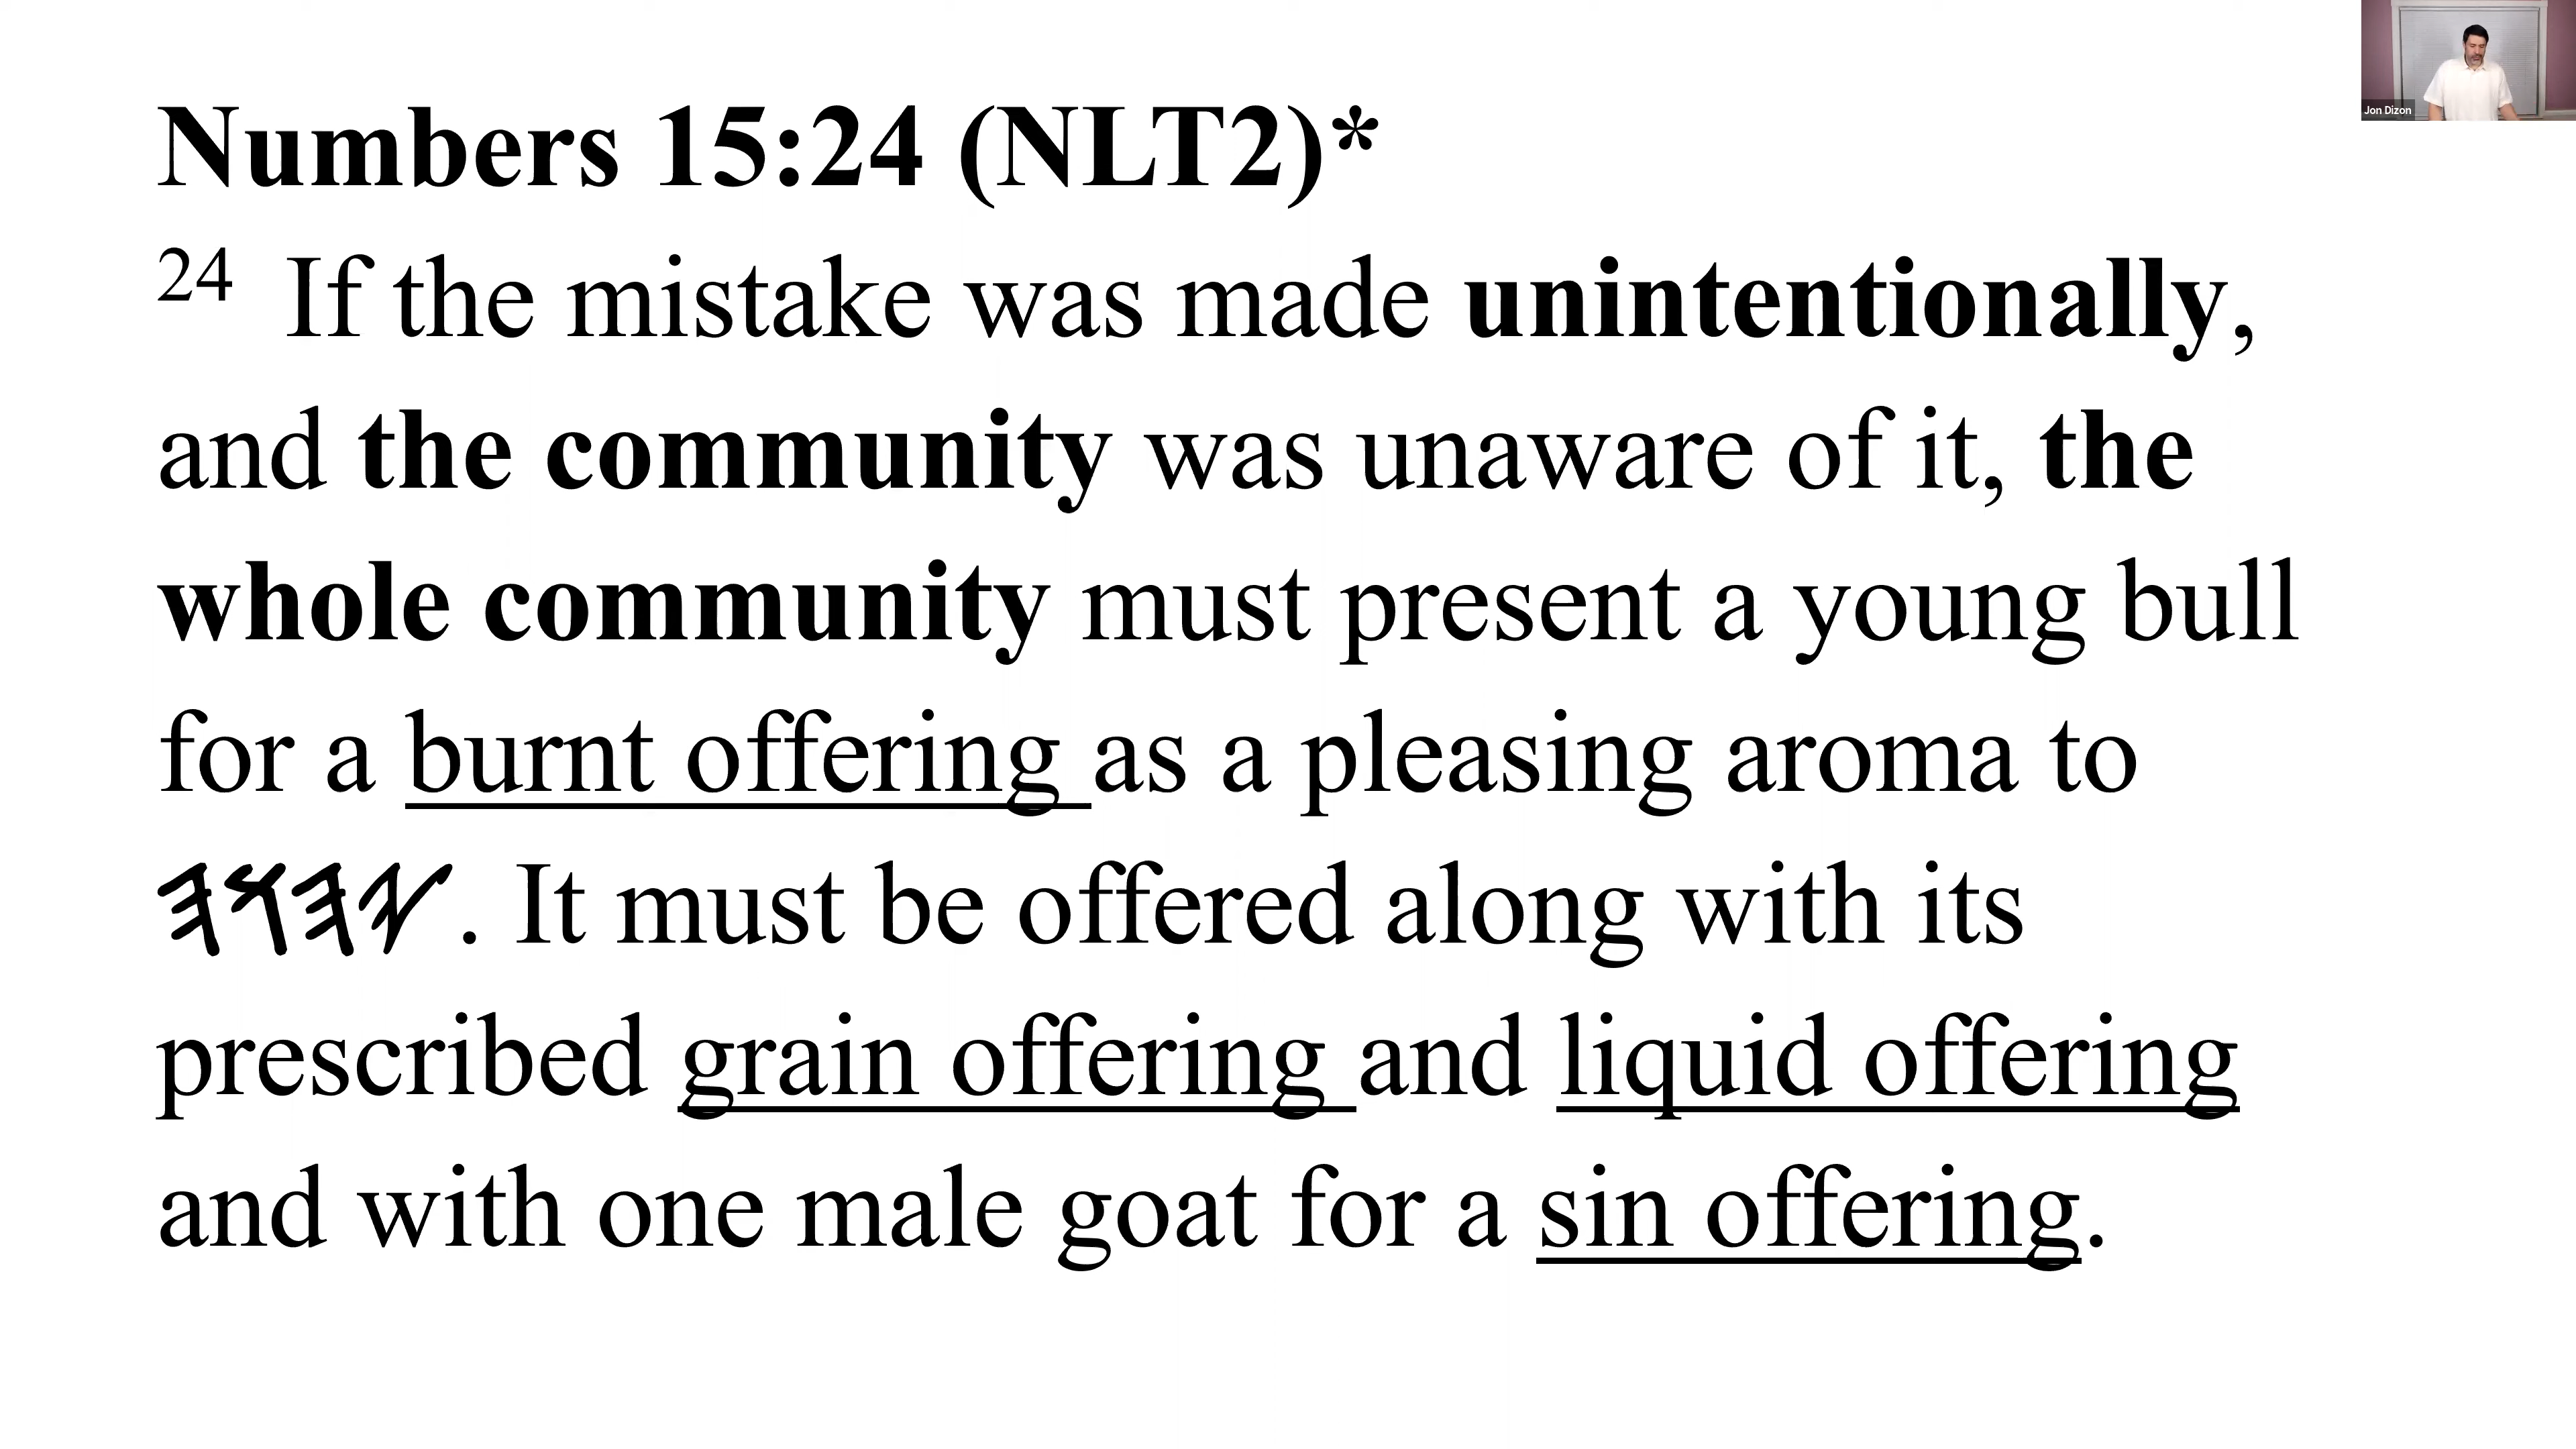 Jon Dizon
Numbers 15:24 (NLT2)*
24 If the mistake was made unintentionally,
and the community was unaware of it, the
whole community must present a young bull
for a burnt offering as a pleasing aroma to
𐤉𐤄𐤅𐤄. It must be offered along with its
prescribed grain offering and liquid offering
and with one male goat for a sin offering.